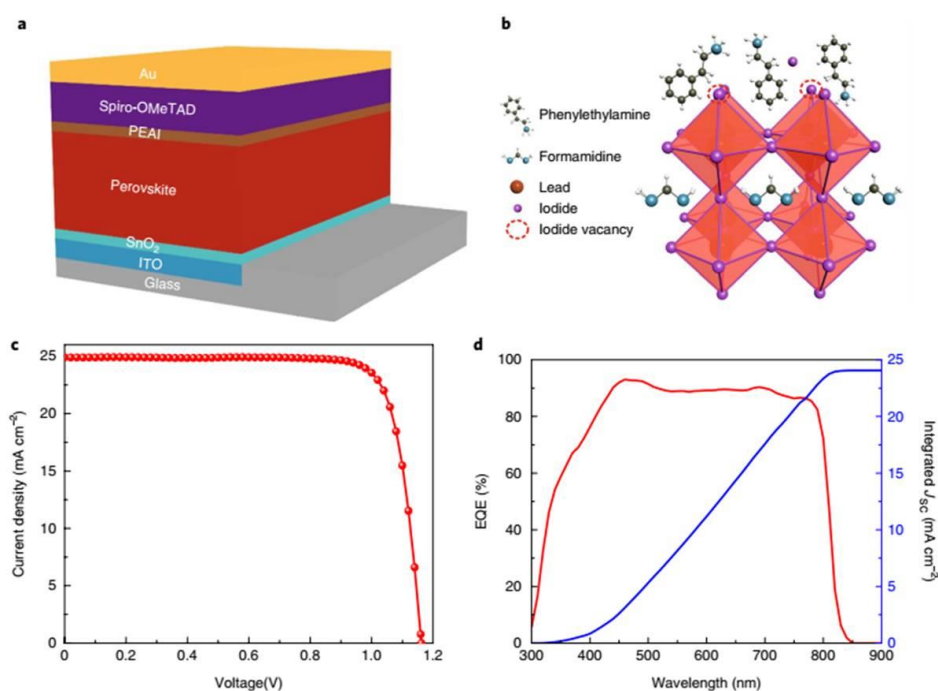 a
Au
Spiro-OMeTAD
PEAI
Perovskite
SnO₂
ITO
Glass
b
Phenylethylamine
Formamidine
Lead
Iodide
Iodide vacancy
c
25
20
15
10
5
0
Current density (mA cm⁻²)
0 0.2 0.4 0.6 0.8 1.0 1.2
Voltage(V)
d
100
80
60
40
20
0
EQE (%)
25
20
15
10
5
0
Integrated J_SC (mA cm⁻²)
300 400 500 600 700 800 900
Wavelength (nm)